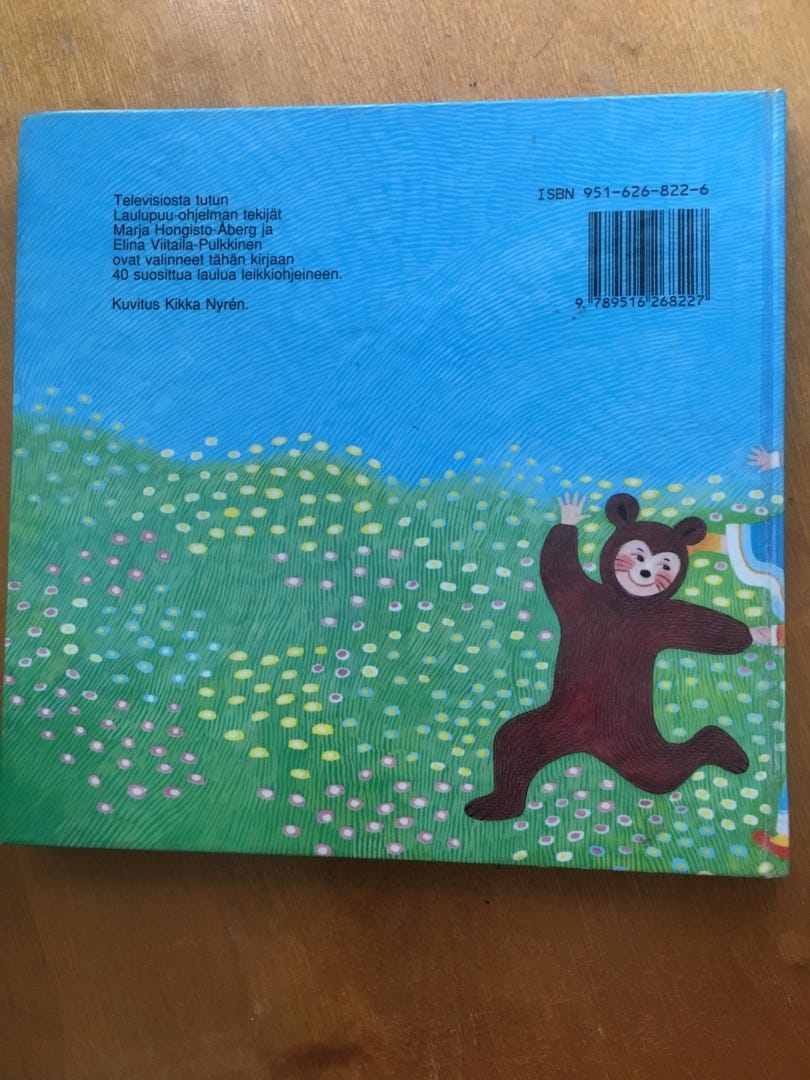 Televisiosta tutun
Laulupuu-ohjelman tekijät
Marja Hongisto-Åberg ja
Elina Viitaila-Pulkkinen
ovat valinneet tähän kirjaan
40 suosittua laulua leikkiohjeineen.
Kuvitus Kikka Nyrén.
ISBN 951-626-822-6
9 789516 268227